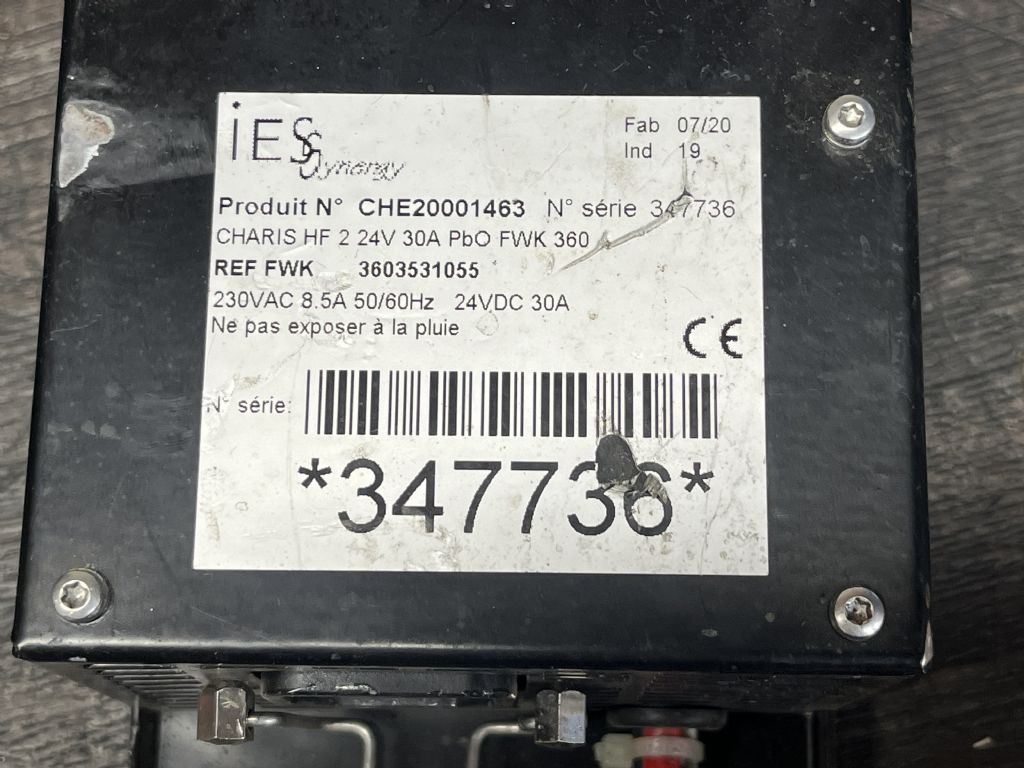 iES Synergy
Fab 07/20
Ind 19
Produit N° CHE20001463 N° série 347736
CHARIS HF 2 24V 30A PbO FWK 360
REF FWK 3603531055
230VAC 8.5A 50/60Hz 24VDC 30A
Ne pas exposer à la pluie
CE
N° série:
*347736*